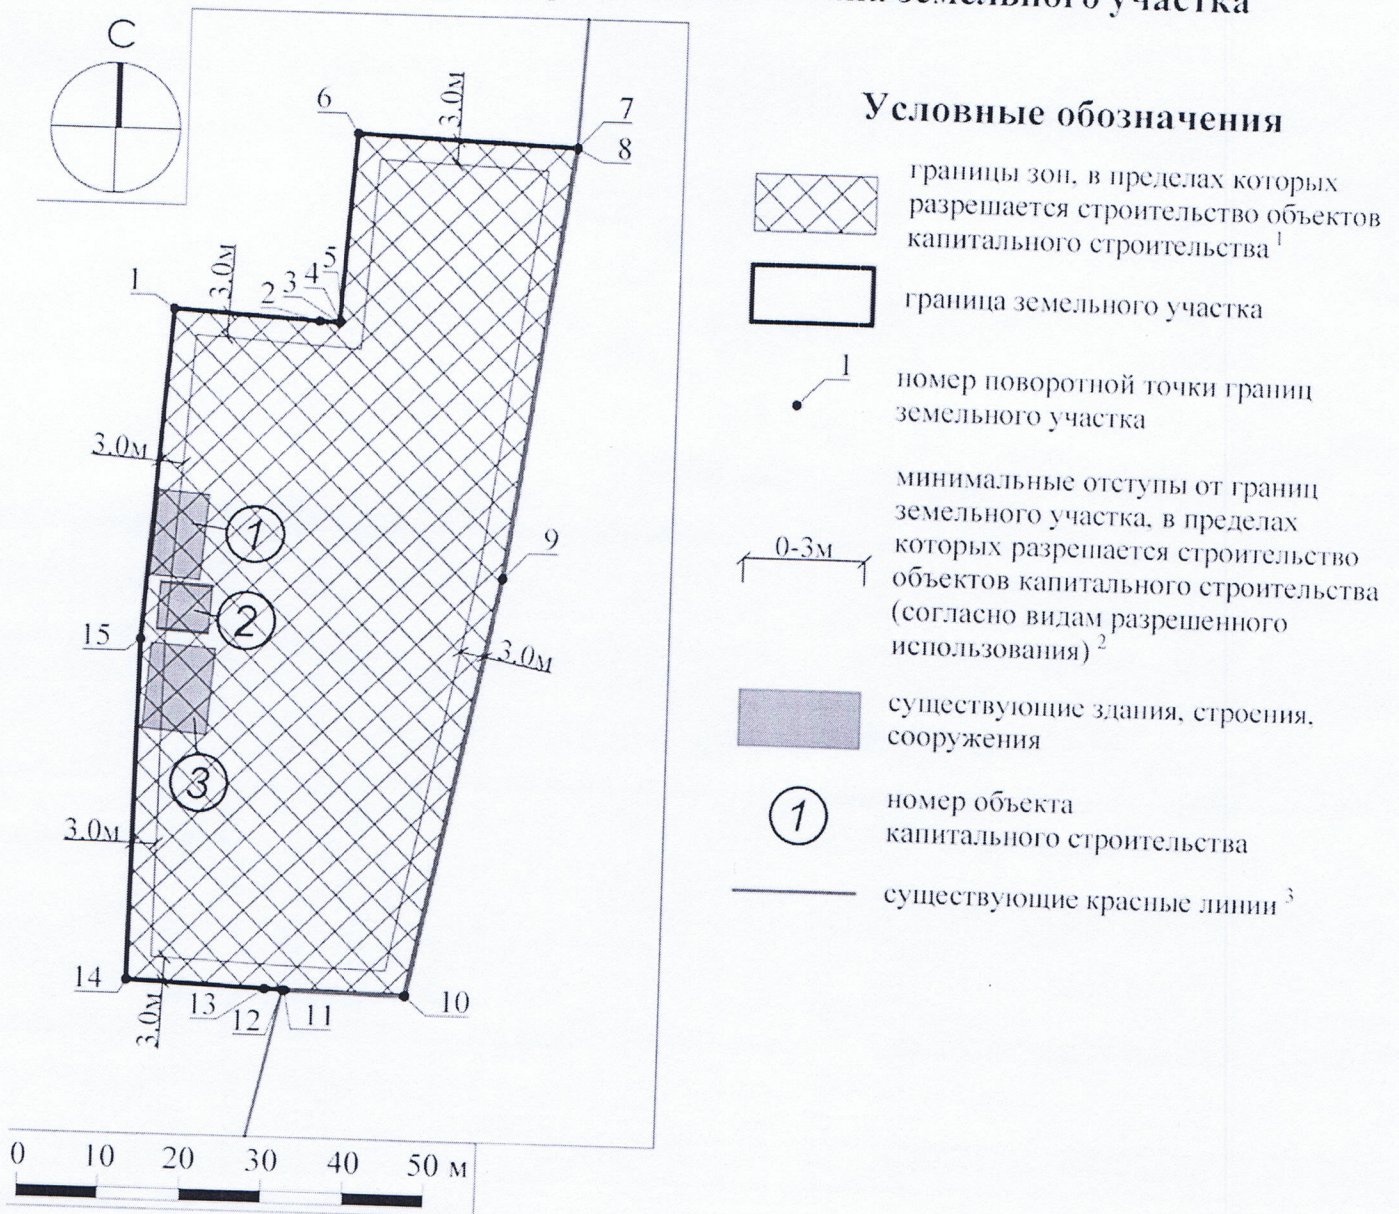 земельного участка
С
6
3.0м
7
8
1
3.0м
2
3
4
5
3.0м
1
9
2
15
3.0м
3
3.0м
14
3.0м
13
12
11
10
0 10 20 30 40 50 м
Условные обозначения
границы зон, в пределах которых
разрешается строительство объектов
капитального строительства 1
граница земельного участка
1
номер поворотной точки границ
земельного участка
0-3м
минимальные отступы от границ
земельного участка, в пределах
которых разрешается строительство
объектов капитального строительства
(согласно видам разрешенного
использования) 2
существующие здания, строения,
сооружения
1
номер объекта
капитального строительства
существующие красные линии 3